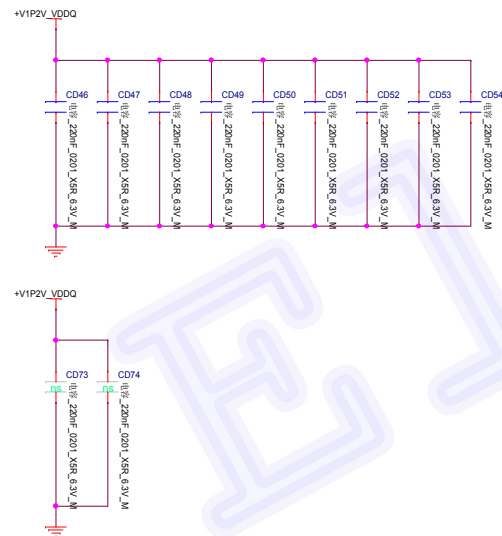 +V1P2V_VDDQ
CD46
CD47
CD48
CD49
CD50
CD51
CD52
CD53
CD54
电容_220nF_0201_X5R_6.3V_M
电容_220nF_0201_X5R_6.3V_M
电容_220nF_0201_X5R_6.3V_M
电容_220nF_0201_X5R_6.3V_M
电容_220nF_0201_X5R_6.3V_M
电容_220nF_0201_X5R_6.3V_M
电容_220nF_0201_X5R_6.3V_M
电容_220nF_0201_X5R_6.3V_M
电容_220nF_0201_X5R_6.3V_M
+V1P2V_VDDQ
CD73
CD74
ns
ns
电容_220nF_0201_X5R_6.3V_M
电容_220nF_0201_X5R_6.3V_M